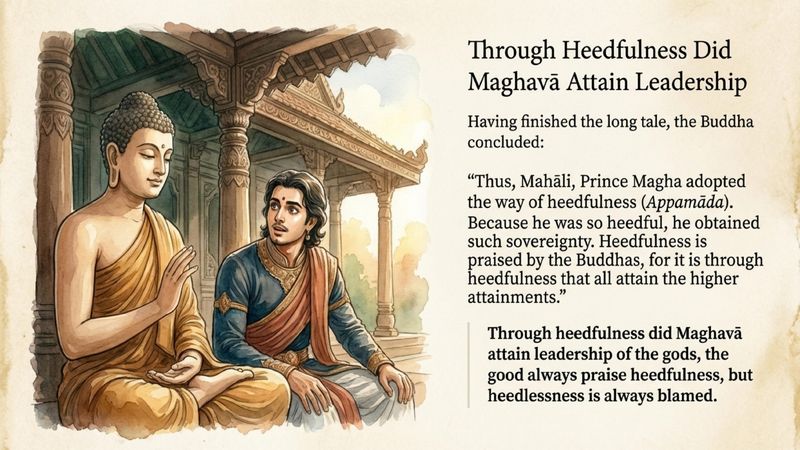 Through Heedfulness Did
Maghavā Attain Leadership
Having finished the long tale, the Buddha
concluded:
“Thus, Mahāli, Prince Magha adopted
the way of heedfulness (Appamāda).
Because he was so heedful, he obtained
such sovereignty. Heedfulness is
praised by the Buddhas, for it is through
heedfulness that all attain the higher
attainments.”
Through heedfulness did Maghavā
attain leadership of the gods, the
good always praise heedfulness, but
heedlessness is always blamed.